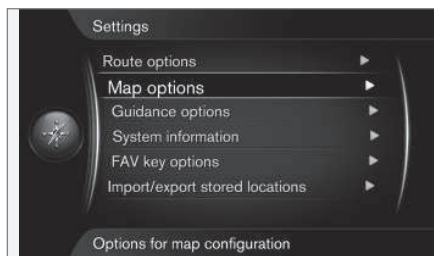 Settings
Route options
Map options
Guidance options
System information
FAV key options
Import/export stored locations
Options for map configuration